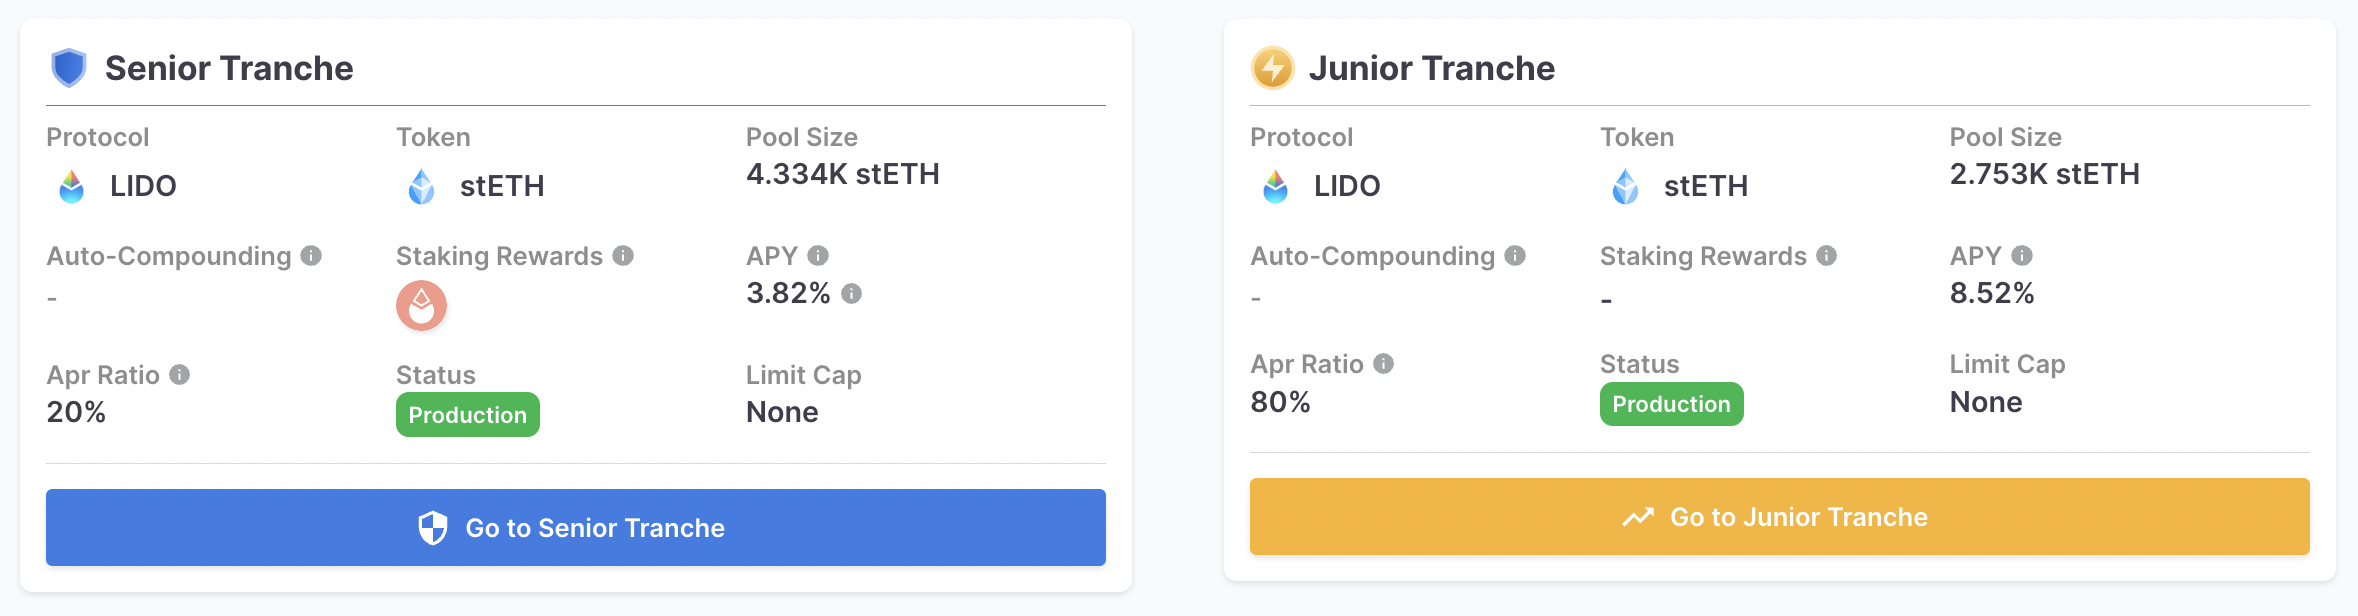 Senior Tranche
Protocol Token Pool Size
LIDO stETH 4.334K stETH
Auto-Compounding Staking Rewards APY
- 3.82%
Apr Ratio Status Limit Cap
20% Production None
Go to Senior Tranche
Junior Tranche
Protocol Token Pool Size
LIDO stETH 2.753K stETH
Auto-Compounding Staking Rewards APY
- - 8.52%
Apr Ratio Status Limit Cap
80% Production None
Go to Junior Tranche